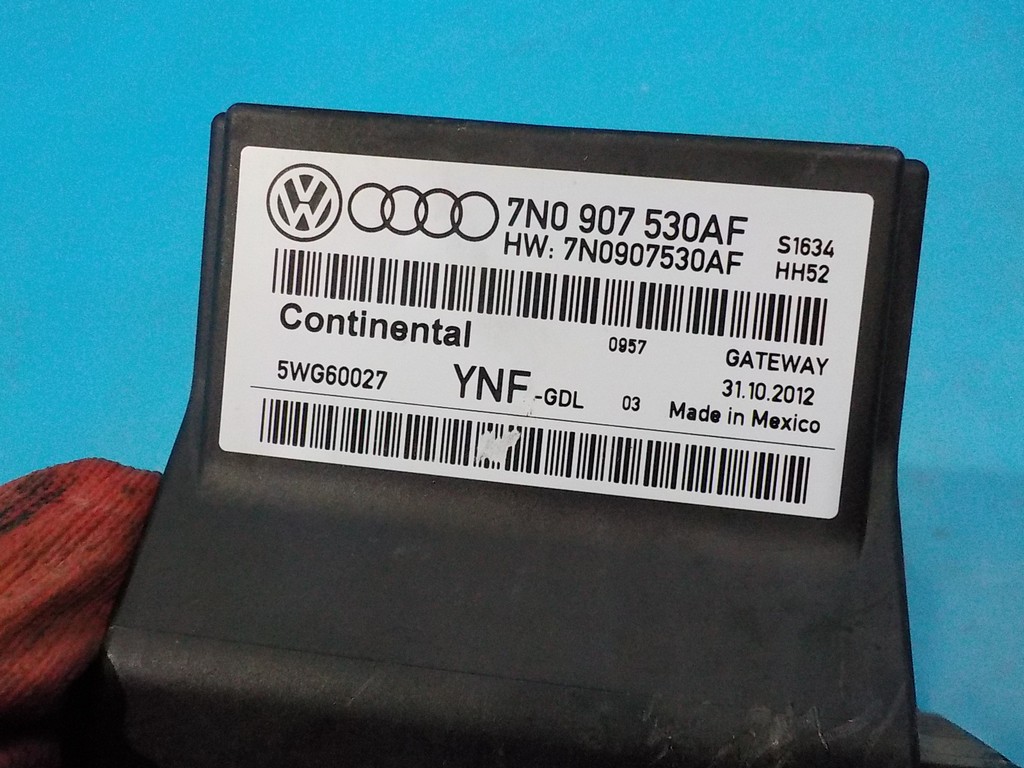 7N0 907 530AF S1634
HW: 7N0907530AF HH52
Continental 0957 GATEWAY
5WG60027 YNF-GDL 03 31.10.2012
Made in Mexico